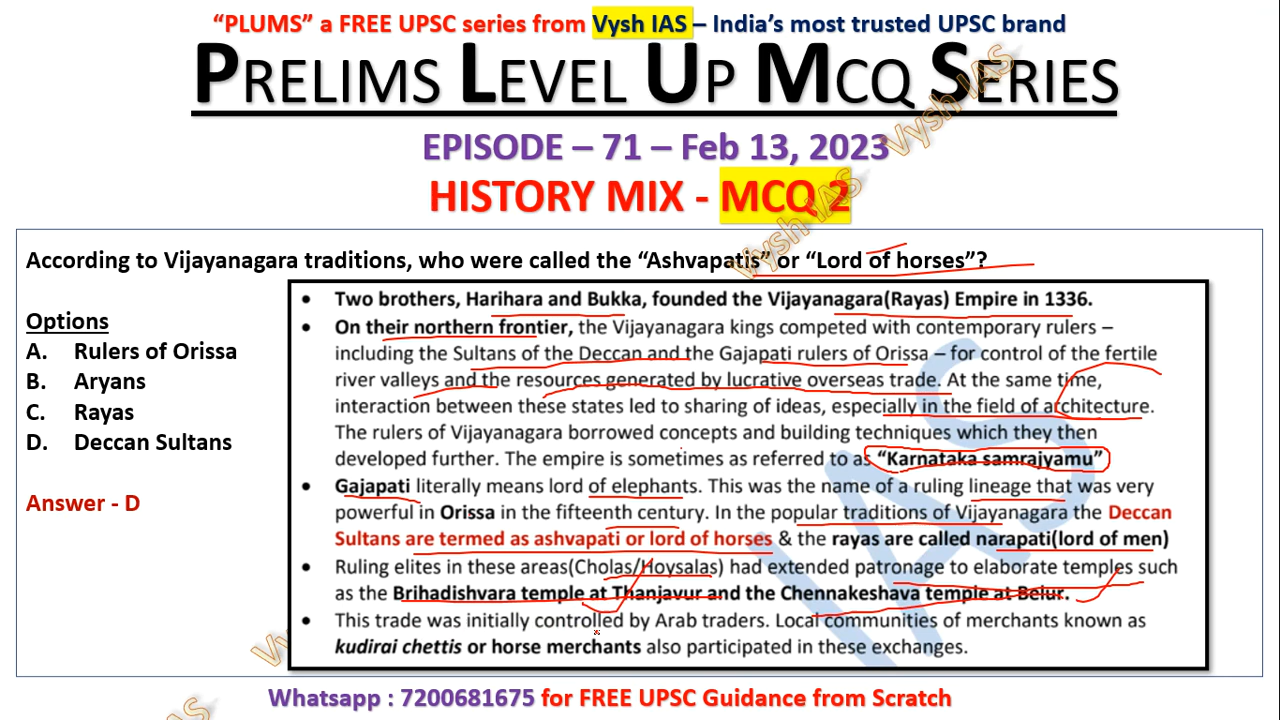 “PLUMS” a FREE UPSC series from Vysh IAS – India’s most trusted UPSC brand
PRELIMS LEVEL UP MCQ SERIES
EPISODE – 71 – Feb 13, 2023
HISTORY MIX - MCQ 2
According to Vijayanagara traditions, who were called the “Ashvapatis” or “Lord of horses”?
Options
A. Rulers of Orissa
B. Aryans
C. Rayas
D. Deccan Sultans
Answer - D
• Two brothers, Harihara and Bukka, founded the Vijayanagara(Rayas) Empire in 1336.
• On their northern frontier, the Vijayanagara kings competed with contemporary rulers –
including the Sultans of the Deccan and the Gajapati rulers of Orissa – for control of the fertile
river valleys and the resources generated by lucrative overseas trade. At the same time,
interaction between these states led to sharing of ideas, especially in the field of architecture.
The rulers of Vijayanagara borrowed concepts and building techniques which they then
developed further. The empire is sometimes as referred to as “Karnataka samrajyamu”
• Gajapati literally means lord of elephants. This was the name of a ruling lineage that was very
powerful in Orissa in the fifteenth century. In the popular traditions of Vijayanagara the Deccan
Sultans are termed as ashvapati or lord of horses & the rayas are called narapati(lord of men)
• Ruling elites in these areas(Cholas/Hoysalas) had extended patronage to elaborate temples such
as the Brihadishvara temple at Thanjavur and the Chennakeshava temple at Belur.
• This trade was initially controlled by Arab traders. Local communities of merchants known as
kudirai chettis or horse merchants also participated in these exchanges.
Whatsapp : 7200681675 for FREE UPSC Guidance from Scratch
Vysh IAS
Vysh IAS
Vysh IAS
IAS
IAS